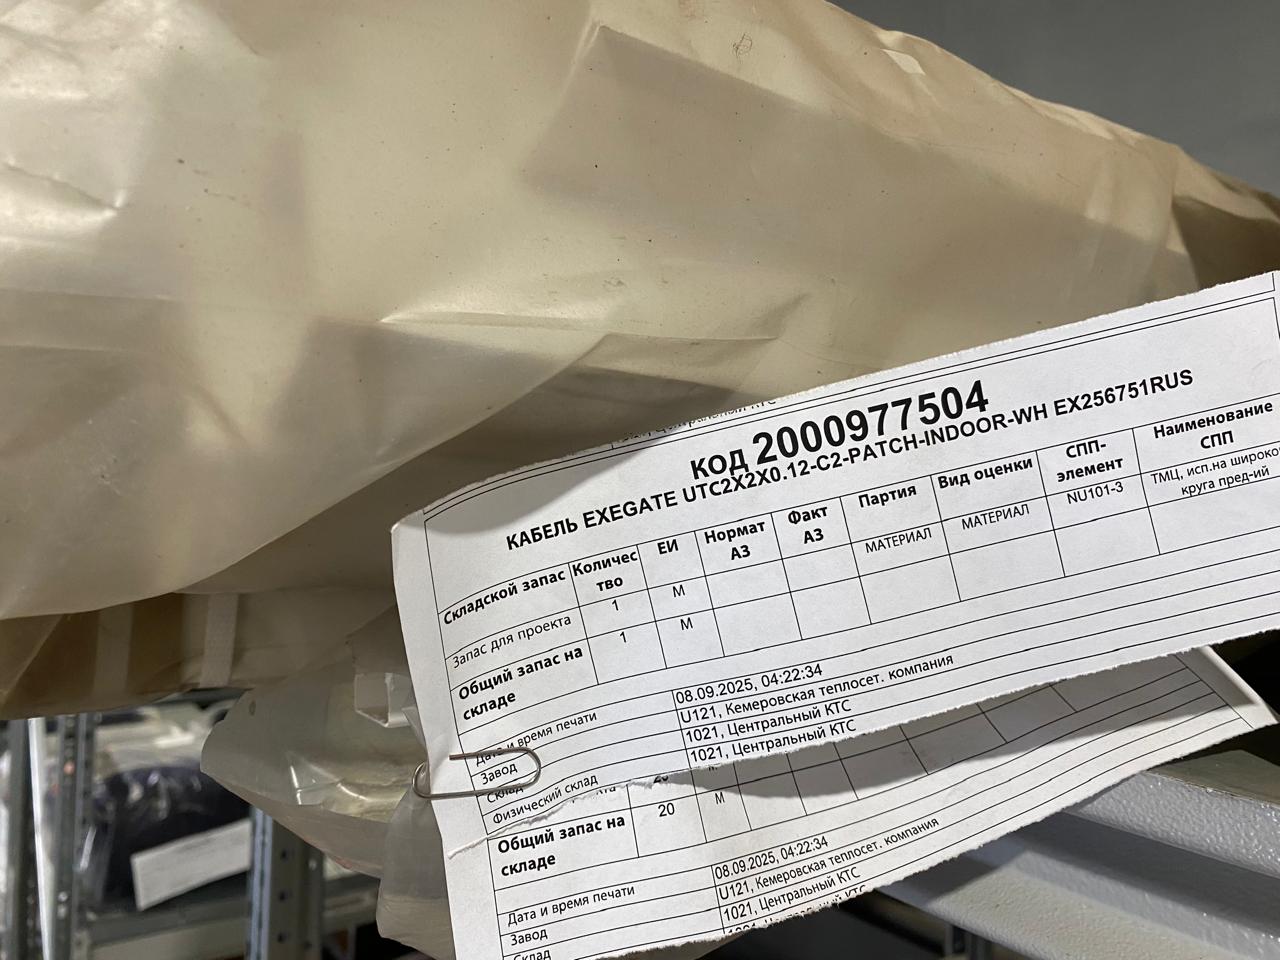 КОД 2000977504
КАБЕЛЬ EXEGATE UTC2X2X0.12-C2-PATCH-INDOOR-WH EX256751RUS
Складской запас Количес тво ЕИ Нормат АЗ Факт АЗ Партия Вид оценки СПП-элемент Наименование СПП
Запас для проекта 1 М МАТЕРИАЛ МАТЕРИАЛ NU101-3 ТМЦ, исп.на широко круга пред-ий
Общий запас на складе 1 М
Дата и время печати 08.09.2025, 04:22:34
Завод U121, Кемеровская теплосет. компания
Склад 1021, Центральный КТС
Физический склад 1021, Центральный КТС
Общий запас на складе 20 М
Дата и время печати 08.09.2025, 04:22:34
Завод U121, Кемеровская теплосет. компания
Склад 1021, Центральный КТС